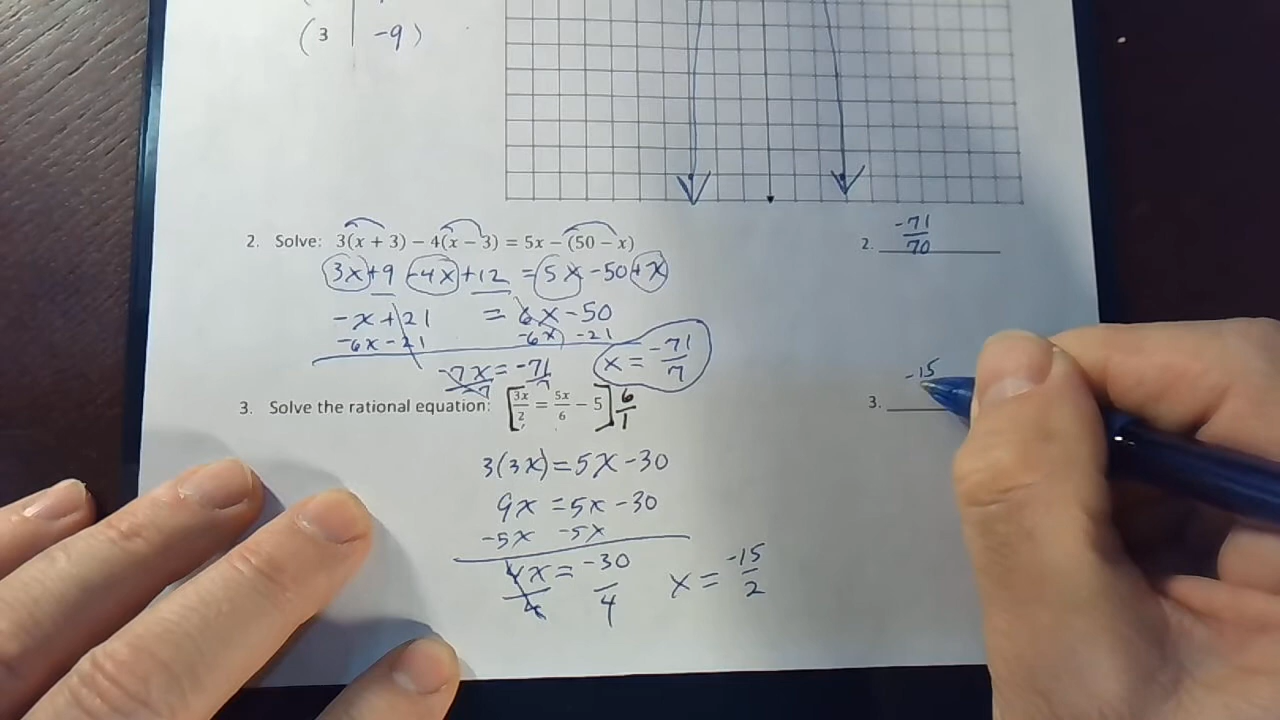 ( 3 | -9 )
2. Solve: 3(x + 3) − 4(x − 3) = 5x − (50 − x)
2. -71/70
3x+9 -4x+12 = 5x -50+x
-x+21 = 6x-50
-6x-21 -6x -21
-7x/-7 = -71/7 x = -71/7
3. Solve the rational equation: [3x/2 = 5x/6 − 5] 6/1
3. -15
3(3x)=5x-30
9x =5x-30
-5x -5x
4x/4 = -30/4 x = -15/2